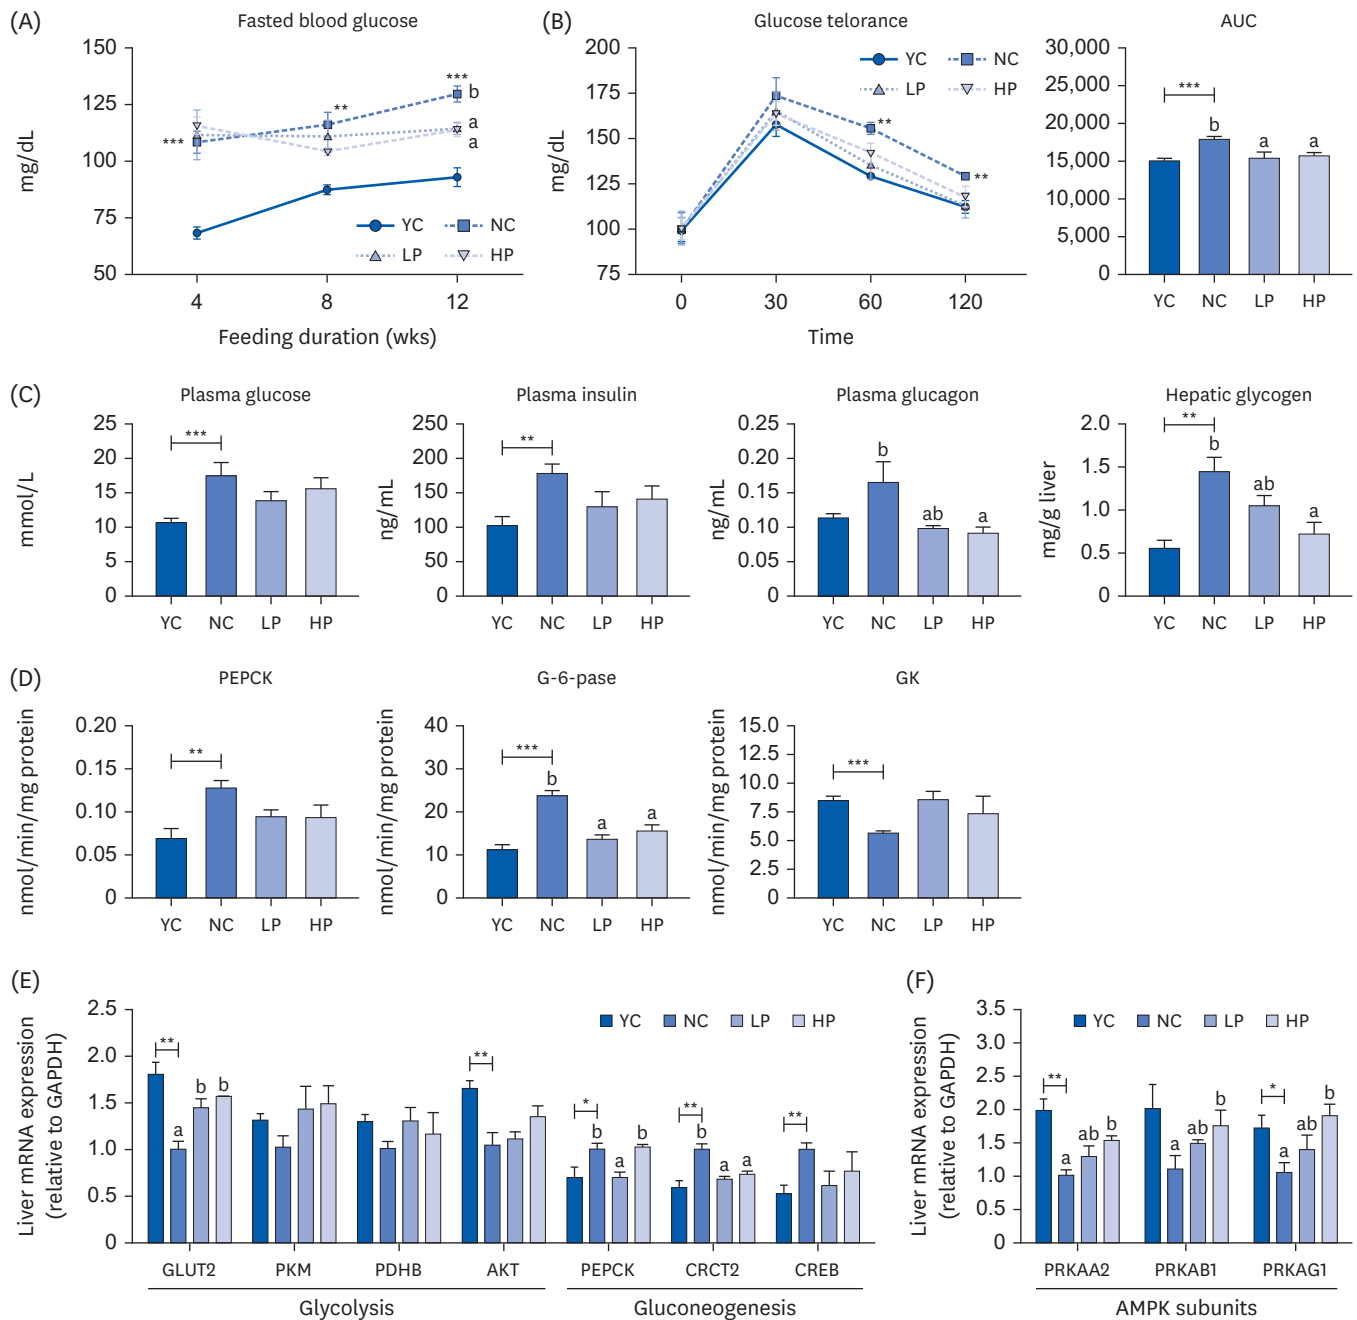 (A)
Fasted blood glucose
mg/dL
150
125
100
75
50
***
**
***
b
a
a
YC
NC
LP
HP
4
8
12
Feeding duration (wks)
(B)
Glucose telorance
mg/dL
200
175
150
125
100
75
YC
NC
LP
HP
**
**
0
30
60
120
Time
AUC
30,000
25,000
20,000
15,000
10,000
5,000
0
***
b
a
a
YC
NC
LP
HP
(C)
Plasma glucose
mmol/L
25
20
15
10
5
0
***
YC
NC
LP
HP
Plasma insulin
ng/mL
250
200
150
100
50
0
**
YC
NC
LP
HP
Plasma glucagon
ng/mL
0.25
0.20
0.15
0.10
0.05
0
b
ab
a
YC
NC
LP
HP
Hepatic glycogen
mg/g liver
2.0
1.5
1.0
0.5
0
**
b
ab
a
YC
NC
LP
HP
(D)
PEPCK
nmol/min/mg protein
0.20
0.15
0.10
0.05
0
**
YC
NC
LP
HP
G-6-pase
nmol/min/mg protein
40
30
20
10
0
***
b
a
a
YC
NC
LP
HP
GK
nmol/min/mg protein
15.0
12.5
10.0
7.5
5.0
2.5
0
***
YC
NC
LP
HP
(E)
Liver mRNA expression
(relative to GAPDH)
2.5
2.0
1.5
1.0
0.5
0
YC
NC
LP
HP
**
a
b
b
**
*
b
a
b
**
b
a
a
**
GLUT2
PKM
PDHB
AKT
PEPCK
CRCT2
CREB
Glycolysis
Gluconeogenesis
(F)
Liver mRNA expression
(relative to GAPDH)
3.5
3.0
2.5
2.0
1.5
1.0
0.5
0
YC
NC
LP
HP
**
a
ab
b
a
ab
b
*
a
ab
b
PRKAA2
PRKAB1
PRKAG1
AMPK subunits